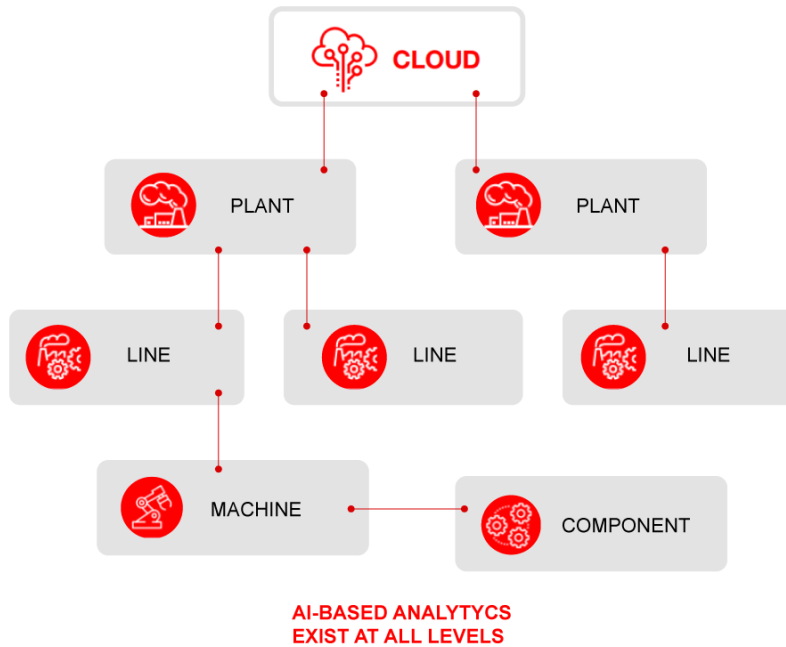 CLOUD
PLANT
PLANT
LINE
LINE
LINE
MACHINE
COMPONENT
AI-BASED ANALYTYCS
EXIST AT ALL LEVELS